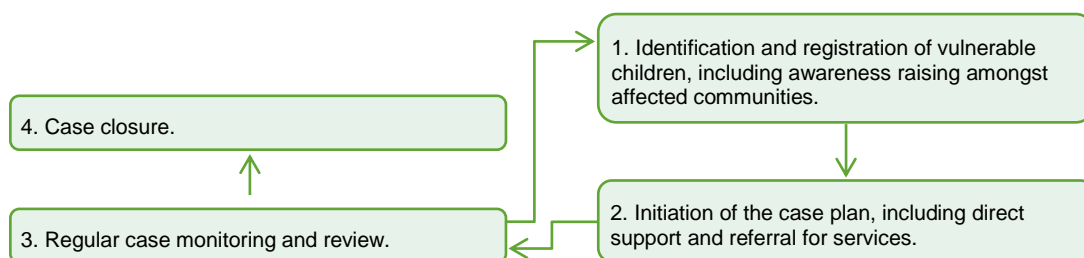 1. Identification and registration of vulnerable
children, including awareness raising amongst
affected communities.
2. Initiation of the case plan, including direct
support and referral for services.
3. Regular case monitoring and review.
4. Case closure.